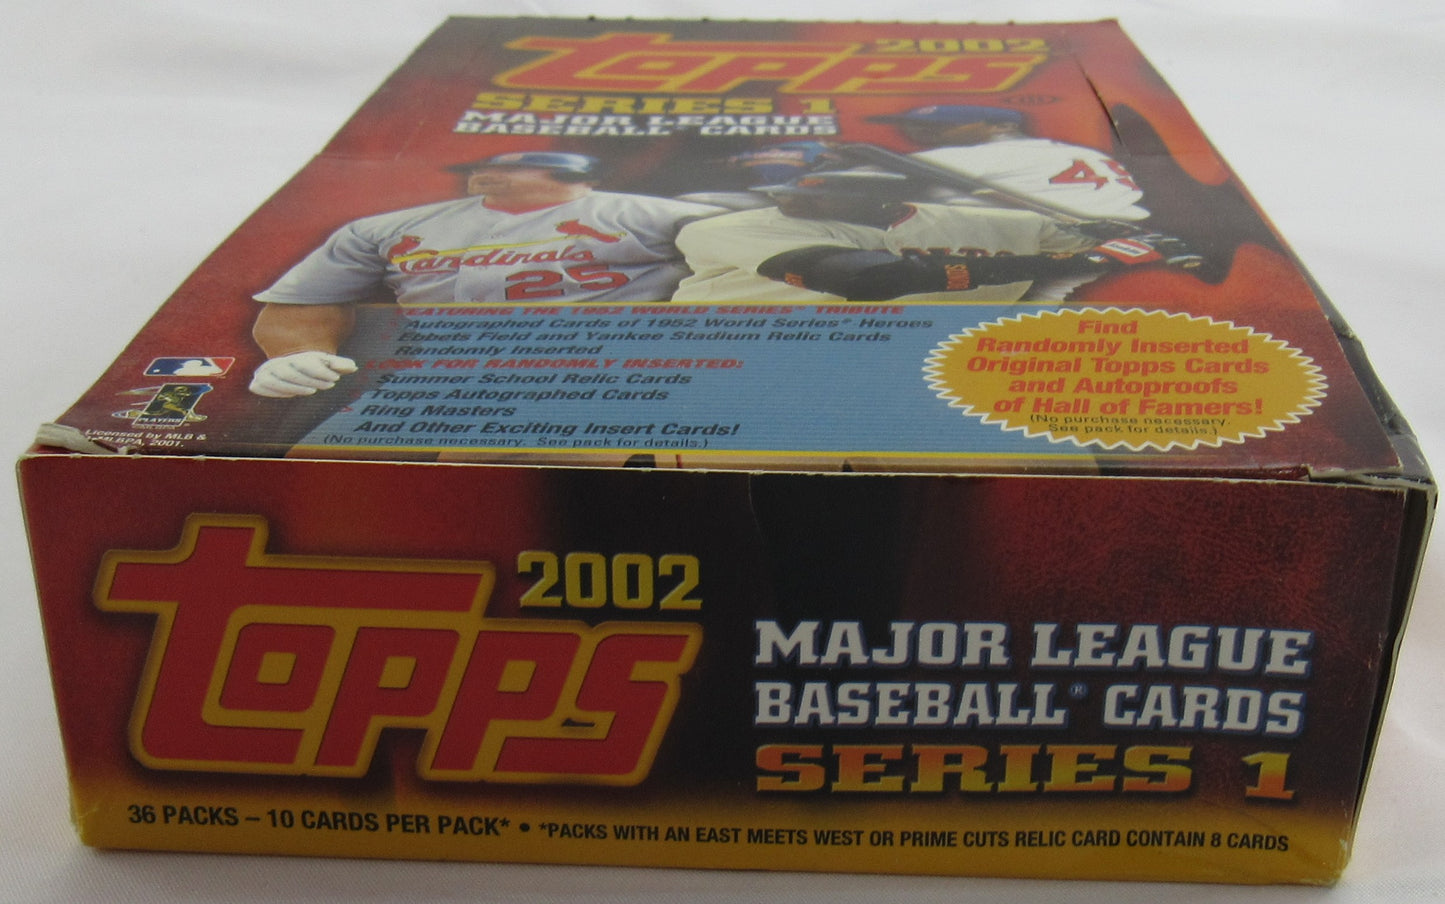 2002
topps
SERIES 1
MAJOR LEAGUE
BASEBALL® CARDS
45
Cardinals
25
BONDS
FEATURING THE 1952 WORLD SERIES® TRIBUTE
Autographed Cards of 1952 World Series® Heroes
Ebbets Field and Yankee Stadium Relic Cards
Randomly Inserted
LOOK FOR RANDOMLY INSERTED:
Summer School Relic Cards
Topps Autographed Cards
Ring Masters
And Other Exciting Insert Cards!
(No purchase necessary. See pack for details.)
Find
Randomly Inserted
Original Topps Cards
and Autoproofs
of Hall of Famers!
(No purchase necessary.
See pack for details.)
PLAYERS
Licensed by MLB &
MLBPA, 2001.
2002
topps
MAJOR LEAGUE
BASEBALL® CARDS
SERIES 1
36 PACKS – 10 CARDS PER PACK* • *PACKS WITH AN EAST MEETS WEST OR PRIME CUTS RELIC CARD CONTAIN 8 CARDS